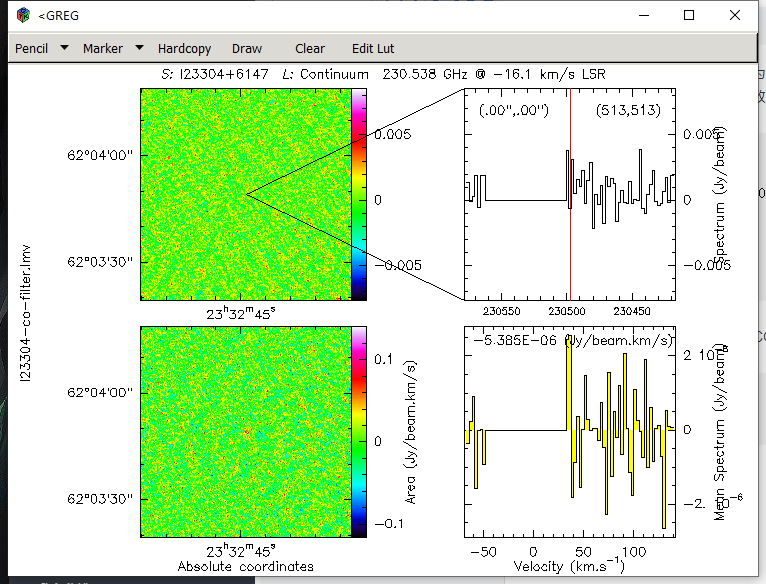 <GREG
Pencil Marker Hardcopy Draw Clear Edit Lut
S: I23304+6147 L: Continuum 230.538 GHz @ -16.1 km/s LSR
I23304-co-filter.lmv
62°04'00"
62°03'30"
23h32m45s
0.005
0
-0.005
(.00",.00") (513,513)
0.005
0
-0.005
Spectrum (Jy/beam)
230550 230500 230450
62°04'00"
62°03'30"
23h32m45s
Absolute coordinates
0.1
0
-0.1
Area (Jy/beam.km/s)
-5.385E-06 (Jy/beam.km/s)
0
Mean Spectrum (Jy/beam)
-50 0 50 100
Velocity (km.s-1)